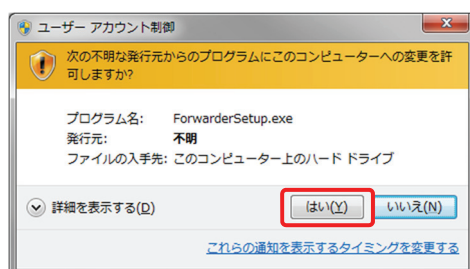 ユーザー アカウント制御
次の不明な発行元からのプログラムにこのコンピューターへの変更を許
可しますか?
プログラム名: ForwarderSetup.exe
発行元: 不明
ファイルの入手先: このコンピューター上のハード ドライブ
詳細を表示する(D) はい(Y) いいえ(N)
これらの通知を表示するタイミングを変更する